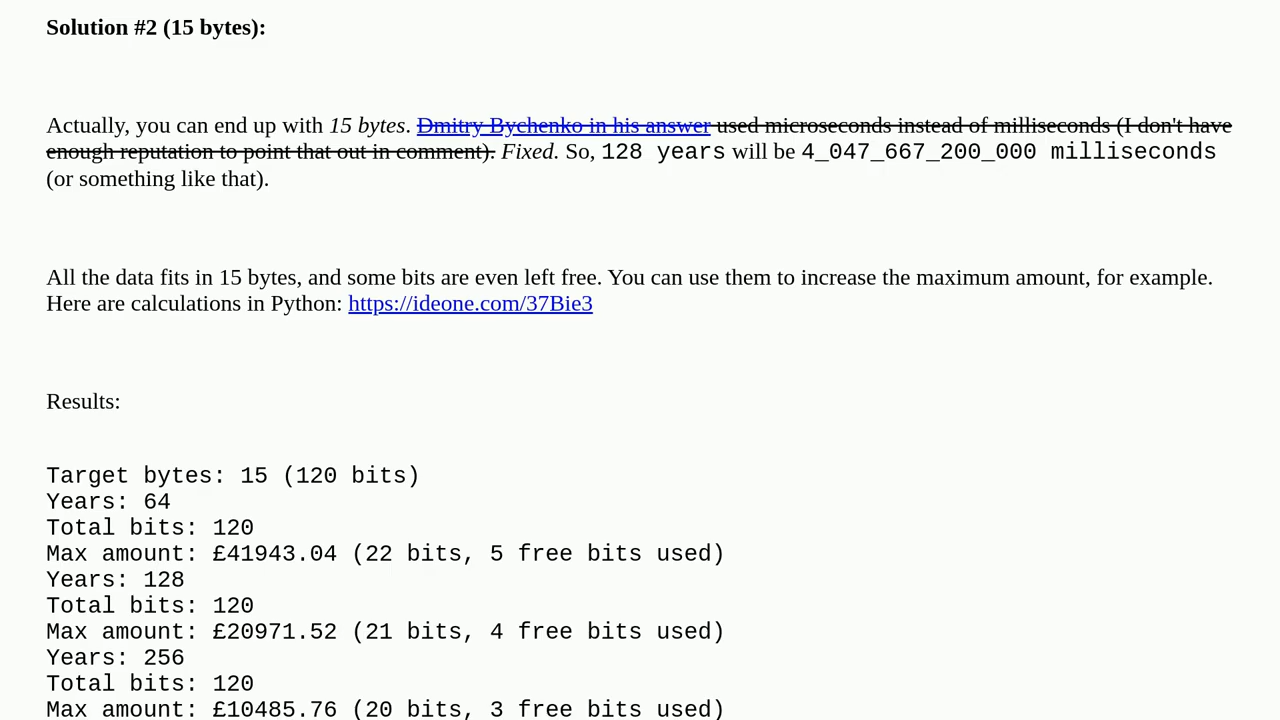 Solution #2 (15 bytes):
Actually, you can end up with 15 bytes. Dmitry Bychenko in his answer used microseconds instead of milliseconds (I don't have
enough reputation to point that out in comment). Fixed. So, 128 years will be 4_047_667_200_000 milliseconds
(or something like that).
All the data fits in 15 bytes, and some bits are even left free. You can use them to increase the maximum amount, for example.
Here are calculations in Python: https://ideone.com/37Bie3
Results:
Target bytes: 15 (120 bits)
Years: 64
Total bits: 120
Max amount: £41943.04 (22 bits, 5 free bits used)
Years: 128
Total bits: 120
Max amount: £20971.52 (21 bits, 4 free bits used)
Years: 256
Total bits: 120
Max amount: £10485.76 (20 bits, 3 free bits used)